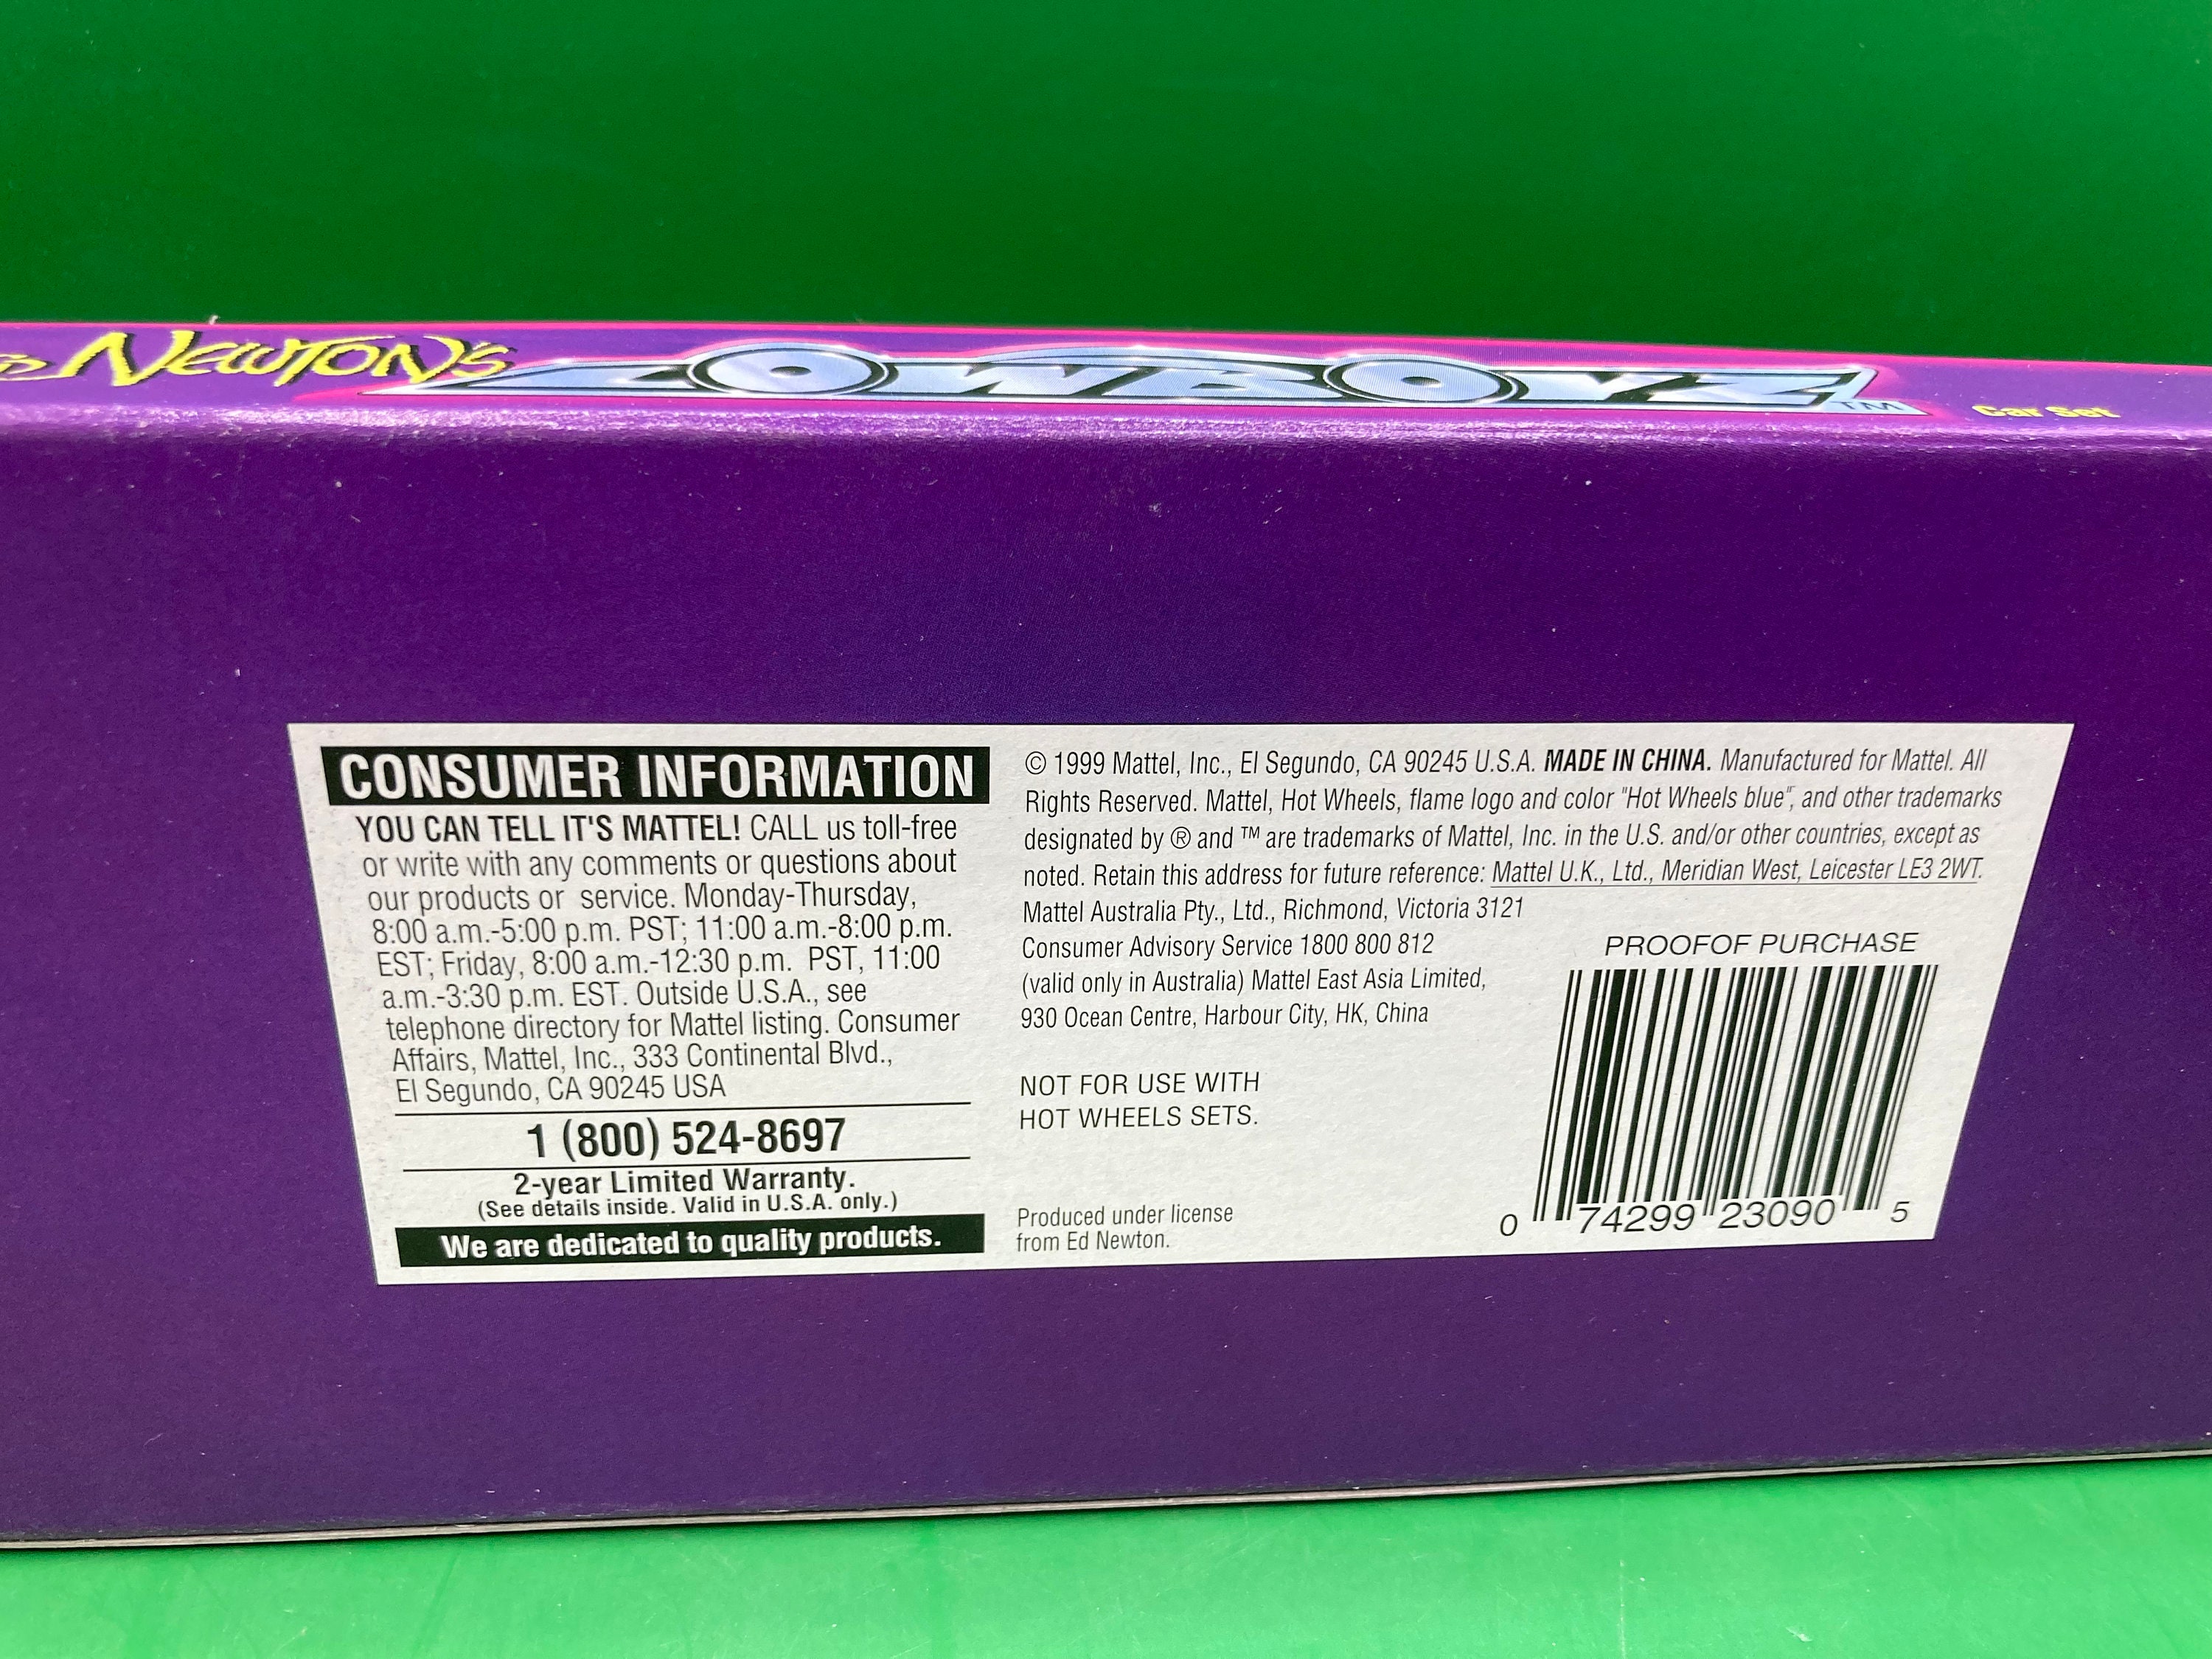 NEWTON'S LOWBOYZ TM Car Set
CONSUMER INFORMATION
YOU CAN TELL IT'S MATTEL! CALL us toll-free
or write with any comments or questions about
our products or service. Monday-Thursday,
8:00 a.m.-5:00 p.m. PST; 11:00 a.m.-8:00 p.m.
EST; Friday, 8:00 a.m.-12:30 p.m. PST, 11:00
a.m.-3:30 p.m. EST. Outside U.S.A., see
telephone directory for Mattel listing. Consumer
Affairs, Mattel, Inc., 333 Continental Blvd.,
El Segundo, CA 90245 USA
1 (800) 524-8697
2-year Limited Warranty.
(See details inside. Valid in U.S.A. only.)
We are dedicated to quality products.
© 1999 Mattel, Inc., El Segundo, CA 90245 U.S.A. MADE IN CHINA. Manufactured for Mattel. All
Rights Reserved. Mattel, Hot Wheels, flame logo and color "Hot Wheels blue", and other trademarks
designated by ® and ™ are trademarks of Mattel, Inc. in the U.S. and/or other countries, except as
noted. Retain this address for future reference: Mattel U.K., Ltd., Meridian West, Leicester LE3 2WT.
Mattel Australia Pty., Ltd., Richmond, Victoria 3121
Consumer Advisory Service 1800 800 812
(valid only in Australia) Mattel East Asia Limited,
930 Ocean Centre, Harbour City, HK, China
NOT FOR USE WITH
HOT WHEELS SETS.
Produced under license
from Ed Newton.
PROOFOF PURCHASE
0 74299 23090 5